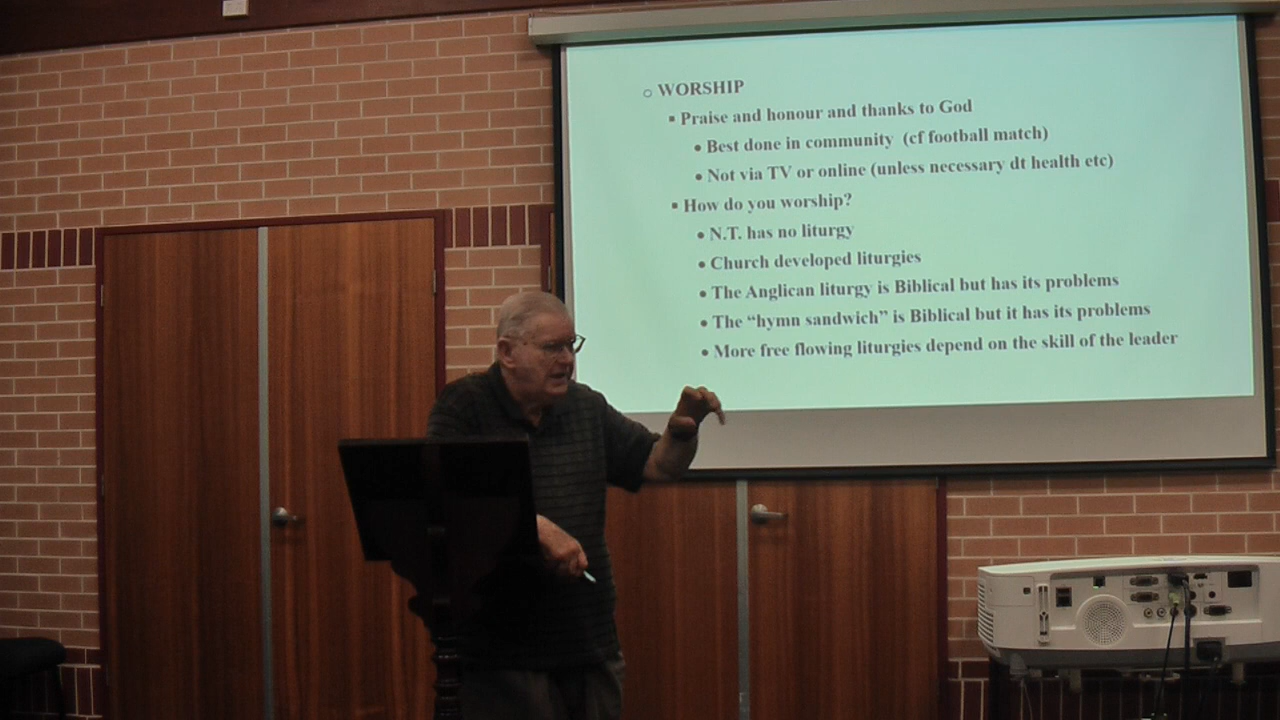 WORSHIP
Praise and honour and thanks to God
Best done in community (cf football match)
Not via TV or online (unless necessary dt health etc)
How do you worship?
N.T. has no liturgy
Church developed liturgies
The Anglican liturgy is Biblical but has its problems
The “hymn sandwich” is Biblical but it has its problems
More free flowing liturgies depend on the skill of the leader